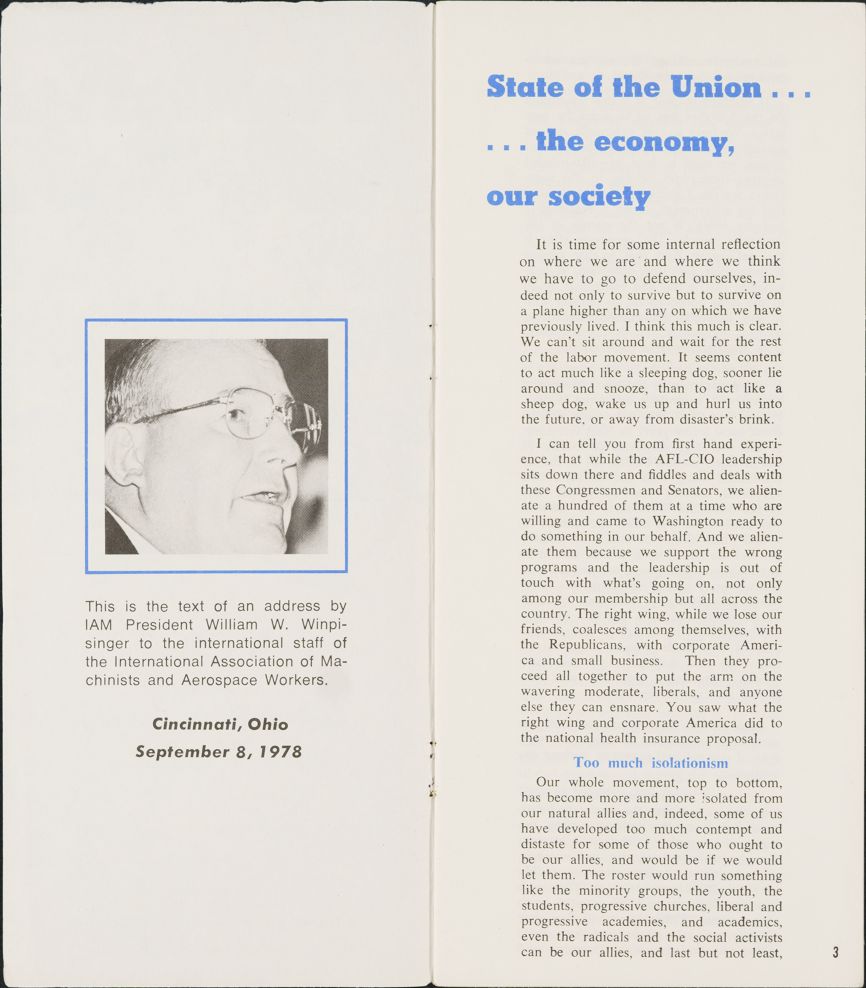 This is the text of an address by
IAM President William W. Winpi-
singer to the international staff of
the International Association of Ma-
chinists and Aerospace Workers.
Cincinnati, Ohio
September 8, 1978
State of the Union . . .
. . . the economy,
our society
It is time for some internal reflection
on where we are and where we think
we have to go to defend ourselves, in-
deed not only to survive but to survive on
a plane higher than any on which we have
previously lived. I think this much is clear.
We can't sit around and wait for the rest
of the labor movement. It seems content
to act much like a sleeping dog, sooner lie
around and snooze, than to act like a
sheep dog, wake us up and hurl us into
the future, or away from disaster's brink.
I can tell you from first hand experi-
ence, that while the AFL-CIO leadership
sits down there and fiddles and deals with
these Congressmen and Senators, we alien-
ate a hundred of them at a time who are
willing and came to Washington ready to
do something in our behalf. And we alien-
ate them because we support the wrong
programs and the leadership is out of
touch with what's going on, not only
among our membership but all across the
country. The right wing, while we lose our
friends, coalesces among themselves, with
the Republicans, with corporate Ameri-
ca and small business. Then they pro-
ceed all together to put the arm on the
wavering moderate, liberals, and anyone
else they can ensnare. You saw what the
right wing and corporate America did to
the national health insurance proposal.
Too much isolationism
Our whole movement, top to bottom,
has become more and more isolated from
our natural allies and, indeed, some of us
have developed too much contempt and
distaste for some of those who ought to
be our allies, and would be if we would
let them. The roster would run something
like the minority groups, the youth, the
students, progressive churches, liberal and
progressive academies, and academics,
even the radicals and the social activists
can be our allies, and last but not least,
3